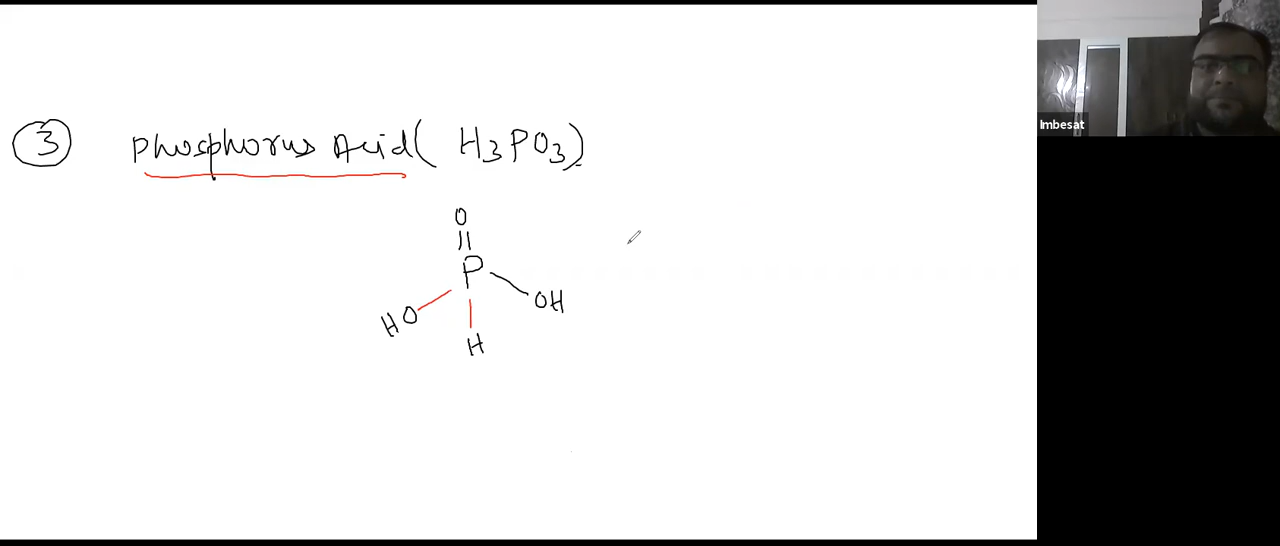 3 Phosphorus Acid ( H3PO3)
O
P
HO OH
H
Imbesat